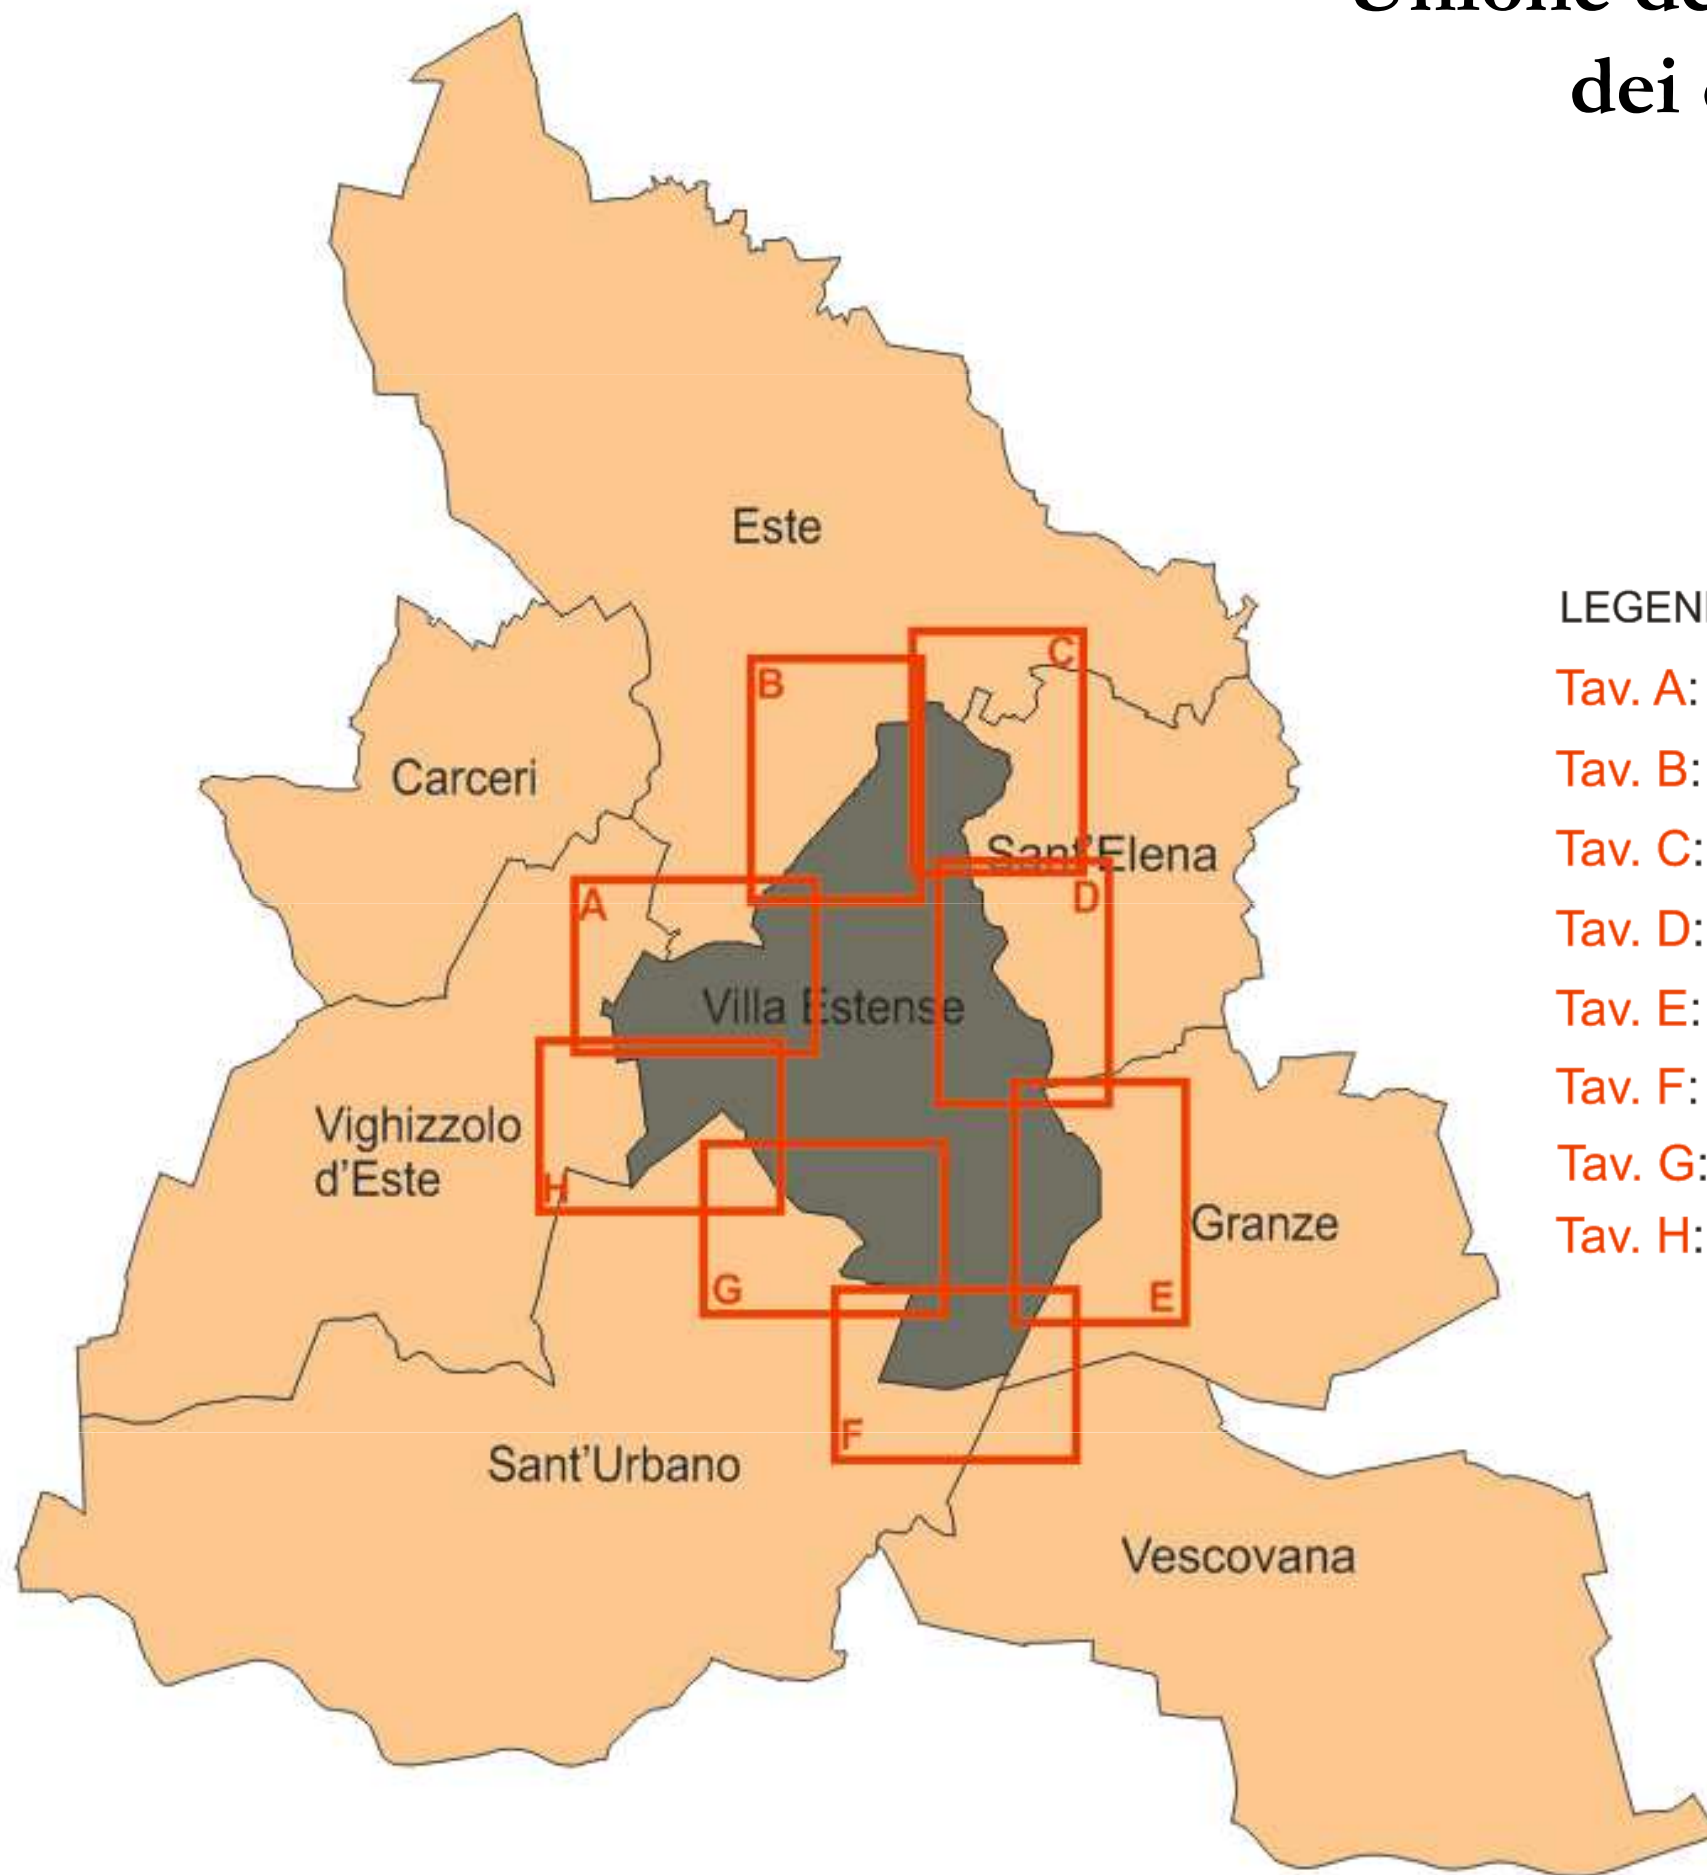 dei
Este
LEGEN
C
B
Tav. A:
Carceri
Tav. B:
Sant'Elena
Tav. C:
D
A
Tav. D:
Villa Estense
Tav. E:
Vighizzolo
d'Este
Tav. F:
H
Tav. G:
Granze
Tav. H:
G
E
F
Sant'Urbano
Vescovana